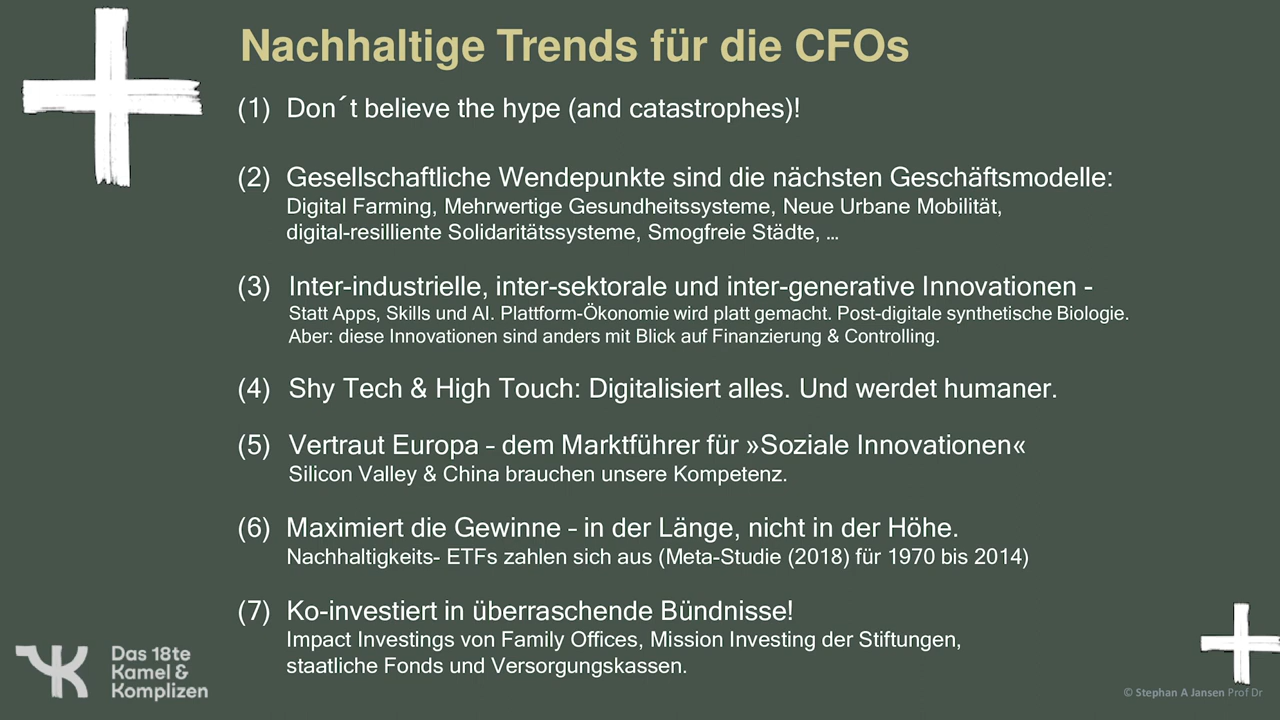 Nachhaltige Trends für die CFOs
(1) Don´t believe the hype (and catastrophes)!
(2) Gesellschaftliche Wendepunkte sind die nächsten Geschäftsmodelle:
Digital Farming, Mehrwertige Gesundheitssysteme, Neue Urbane Mobilität,
digital-resilliente Solidaritätssysteme, Smogfreie Städte, ...
(3) Inter-industrielle, inter-sektorale und inter-generative Innovationen -
Statt Apps, Skills und AI. Plattform-Ökonomie wird platt gemacht. Post-digitale synthetische Biologie.
Aber: diese Innovationen sind anders mit Blick auf Finanzierung & Controlling.
(4) Shy Tech & High Touch: Digitalisiert alles. Und werdet humaner.
(5) Vertraut Europa – dem Marktführer für »Soziale Innovationen«
Silicon Valley & China brauchen unsere Kompetenz.
(6) Maximiert die Gewinne – in der Länge, nicht in der Höhe.
Nachhaltigkeits- ETFs zahlen sich aus (Meta-Studie (2018) für 1970 bis 2014)
(7) Ko-investiert in überraschende Bündnisse!
Impact Investings von Family Offices, Mission Investing der Stiftungen,
staatliche Fonds und Versorgungskassen.
Das 18te
Kamel &
Komplizen
© Stephan A Jansen Prof Dr